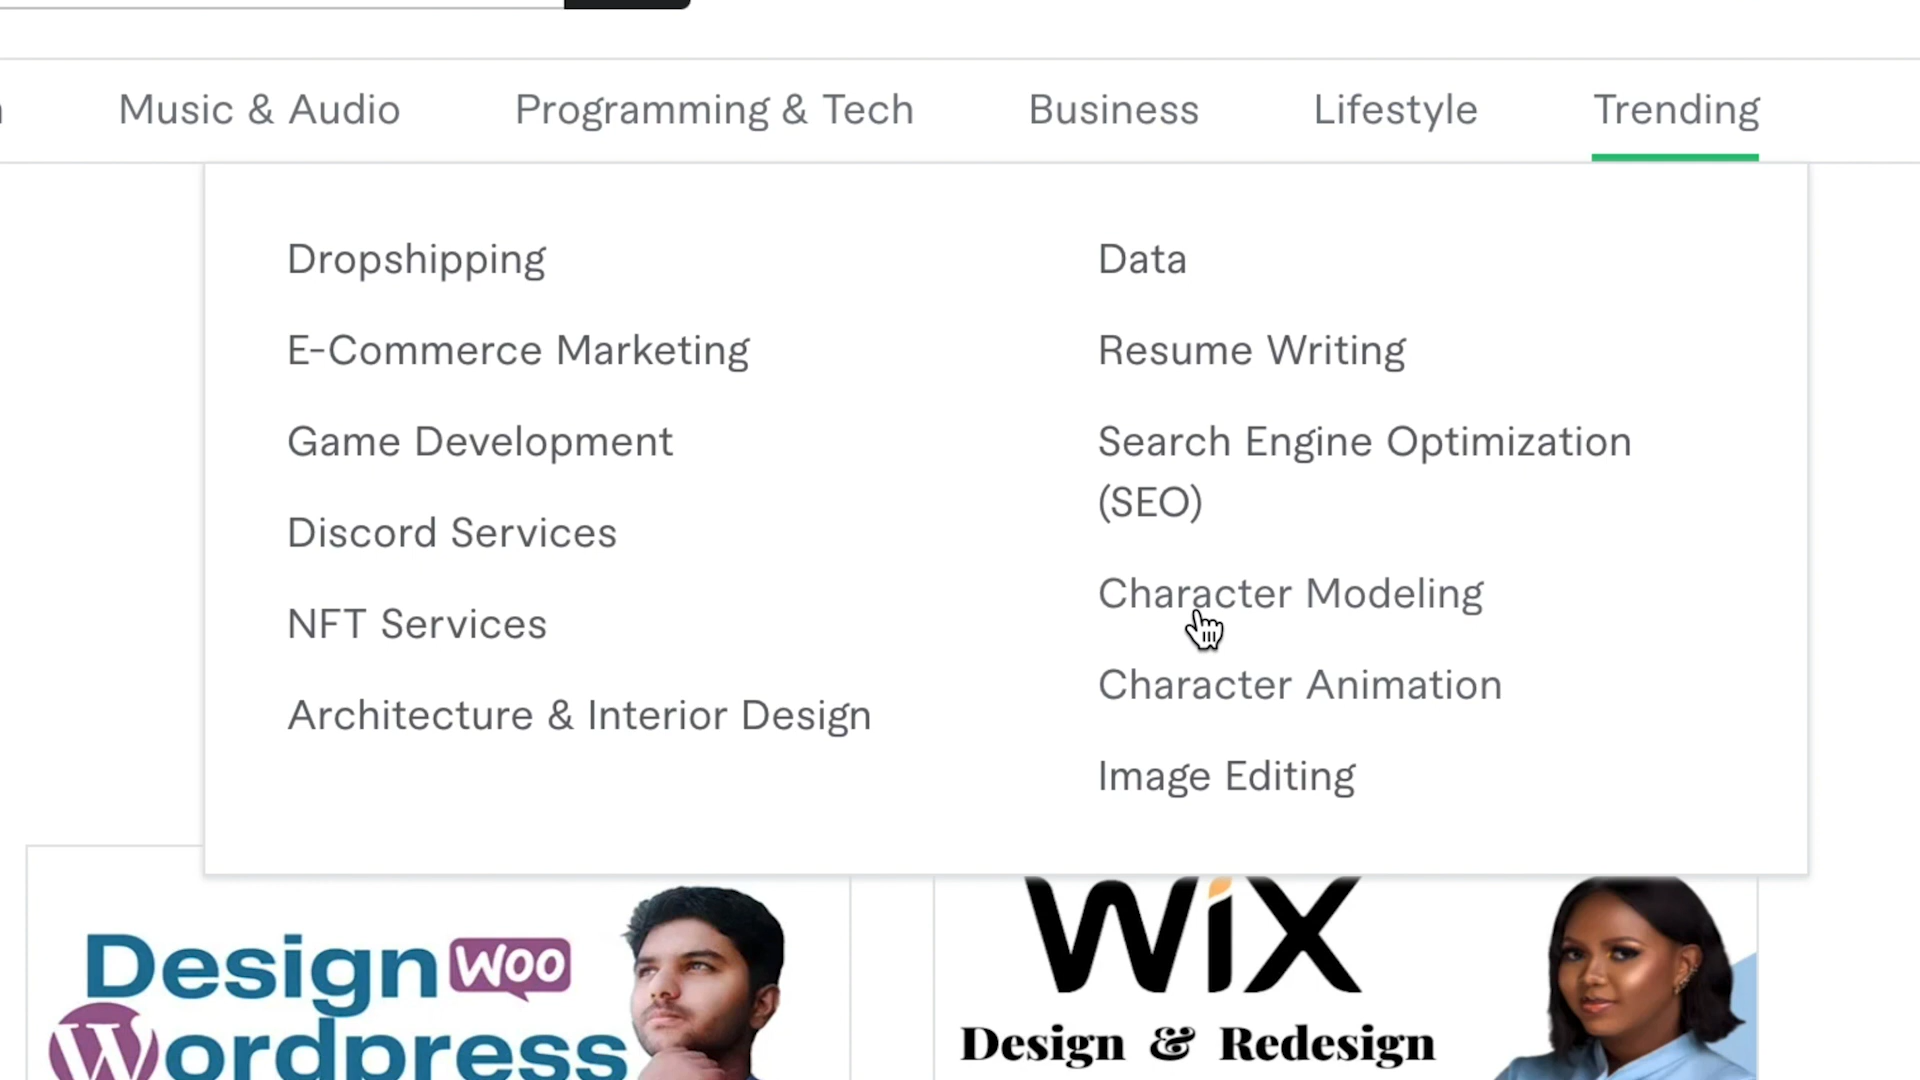 Music & Audio
Programming & Tech
Business
Lifestyle
Trending
Dropshipping
E-Commerce Marketing
Game Development
Discord Services
NFT Services
Architecture & Interior Design
Data
Resume Writing
Search Engine Optimization
(SEO)
Character Modeling
Character Animation
Image Editing
Design WOO
Wordpress
WiX
Design & Redesign